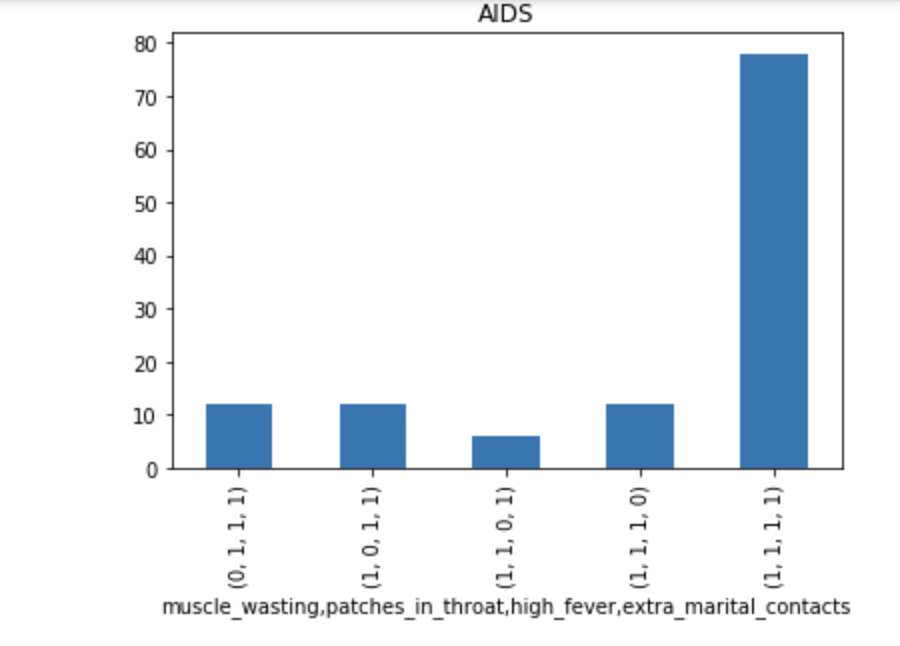 AIDS
80
70
60
50
40
30
20
10
0
(0, 1, 1, 1)
(1, 0, 1, 1)
(1, 1, 0, 1)
(1, 1, 1, 0)
(1, 1, 1, 1)
muscle_wasting,patches_in_throat,high_fever,extra_marital_contacts